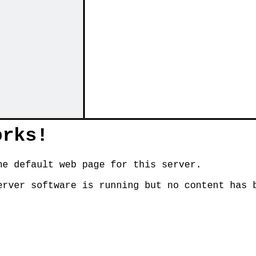 orks!
he default web page for this server.
erver software is running but no content has b